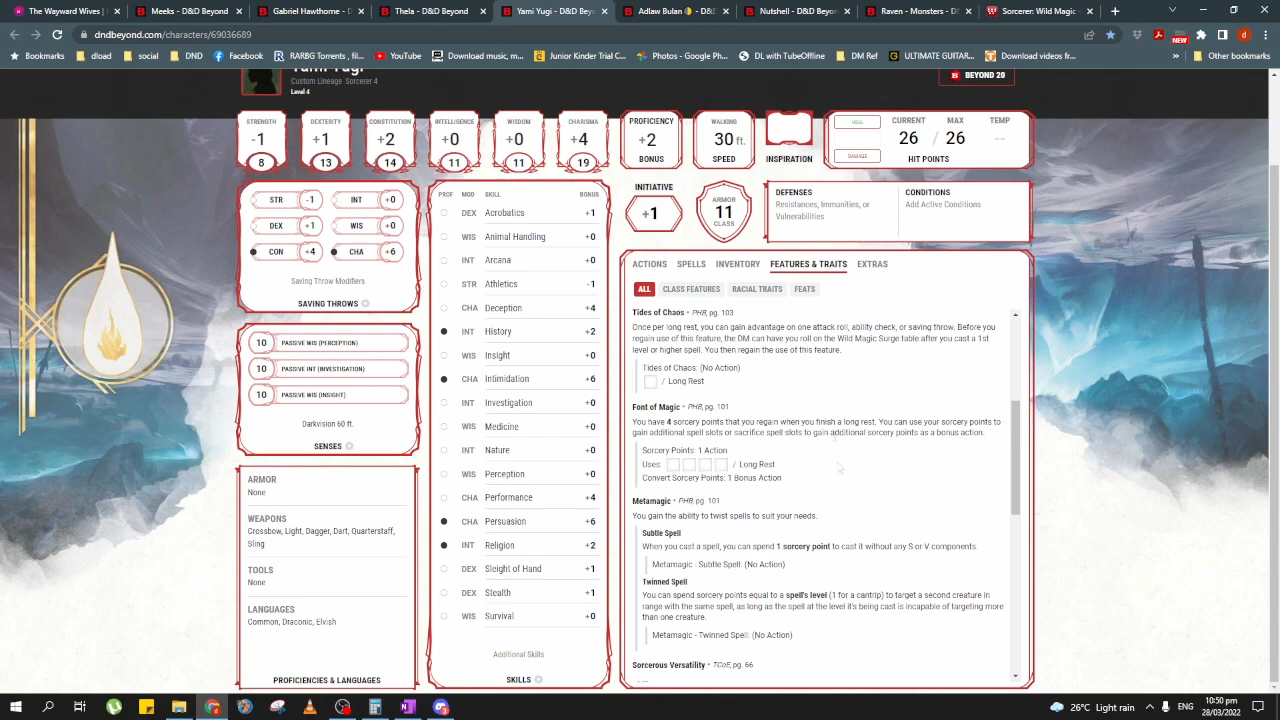 The Wayward Wives |
Meeks - D&D Beyond
Gabriel Hawthorne - D&
Theta - D&D Beyond
Yami Yugi - D&D Bey
Adlav Bulan
D&D
Nutshell - D&D Beyond
Raven - Monsters - D
Sorcerer: Wild Magic -
dndbeyond.com/characters/69036689
NEW
Bookmarks
Eload
social
DND
Facebook
RARBG Torrents, filme...
YouTube
Download music, mo...
Junior Kinder Trial C...
Photos - Google Ph...
DL with TubeOffline
DM Ref
ULTIMATE GUITAR...
[Torrents] Download fr...
Other bookmarks
Yami Yugi
Custom Lineage Sorcerer 4
Level 4
BEYOND 20
STRENGTH
-1
8
DEXTERITY
+1
13
CONSTITUTION
+2
14
INTELLIGENCE
+0
11
WISDOM
+0
11
CHARISMA
+4
19
PROFICIENCY
+2
BONUS
WALKING
30 ft.
SPEED
INSPIRATION
HEAL
DAMAGE
CURRENT
26
/
MAX
26
TEMP
--
HIT POINTS
STR -1
INT +0
DEX +1
WIS +0
CON +4
CHA +6
Saving Throw Modifiers
SAVING THROWS
10 PASSIVE WIS (PERCEPTION)
10 PASSIVE INT (INVESTIGATION)
10 PASSIVE WIS (INSIGHT)
Darkvision 60 ft.
SENSES
ARMOR
None
WEAPONS
Crossbow, Light, Dagger, Dart, Quarterstaff,
Sling
TOOLS
None
LANGUAGES
Common, Draconic, Elvish
PROFICIENCIES & LANGUAGES
PROF MOD SKILL BONUS
DEX Acrobatics +1
WIS Animal Handling +0
INT Arcana +0
STR Athletics -1
CHA Deception +4
INT History +2
WIS Insight +0
CHA Intimidation +6
INT Investigation +0
WIS Medicine +0
INT Nature +0
WIS Perception +0
CHA Performance +4
CHA Persuasion +6
INT Religion +2
DEX Sleight of Hand +1
DEX Stealth +1
WIS Survival +0
Additional Skills
SKILLS
INITIATIVE
+1
ARMOR
11
CLASS
DEFENSES
Resistances, Immunities, or
Vulnerabilities
CONDITIONS
Add Active Conditions
ACTIONS SPELLS INVENTORY FEATURES & TRAITS EXTRAS
ALL CLASS FEATURES RACIAL TRAITS FEATS
Tides of Chaos • PHB, pg. 103
Once per long rest, you can gain advantage on one attack roll, ability check, or saving throw. Before you
regain use of this feature, the DM can have you roll on the Wild Magic Surge table after you cast a 1st
level or higher spell. You then regain the use of this feature.
Tides of Chaos: (No Action)
/ Long Rest
Font of Magic • PHB, pg. 101
You have 4 sorcery points that you regain when you finish a long rest. You can use your sorcery points to
gain additional spell slots or sacrifice spell slots to gain additional sorcery points as a bonus action.
Sorcery Points: 1 Action
Uses / Long Rest
Convert Sorcery Points: 1 Bonus Action
Metamagic • PHB, pg. 101
You gain the ability to twist spells to suit your needs.
Subtle Spell
When you cast a spell, you can spend 1 sorcery point to cast it without any S or V components.
Metamagic - Subtle Spell: (No Action)
Twinned Spell
You can spend sorcery points equal to a spell's level (1 for a cantrip) to target a second creature in
range with the same spell, as long as the spell at the level it's being cast is incapable of targeting more
than one creature.
Metamagic - Twinned Spell: (No Action)
Sorcerous Versatility • TCoE, pg. 66
26°C Light rain
ENG
10:50 pm
28/03/2022